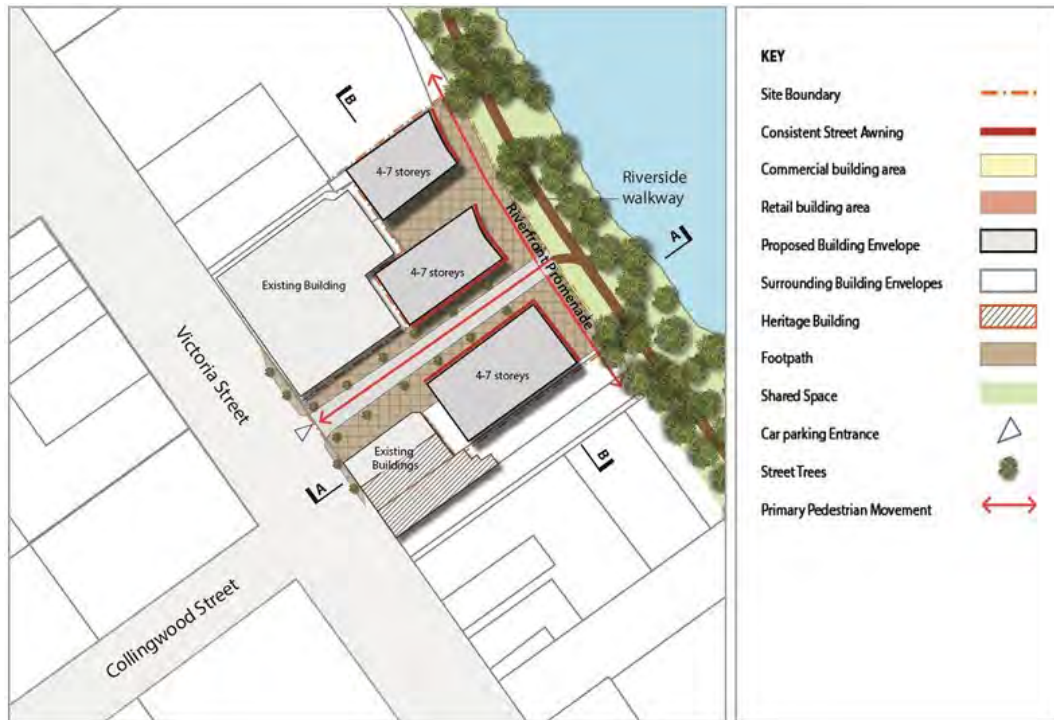 B
4-7 storeys
Riverside
walkway
Riverfront Promenade
A
4-7 storeys
Existing Building
Victoria Street
4-7 storeys
Existing
Buildings
A
B
Collingwood Street
KEY
Site Boundary
Consistent Street Awning
Commercial building area
Retail building area
Proposed Building Envelope
Surrounding Building Envelopes
Heritage Building
Footpath
Shared Space
Car parking Entrance
Street Trees
Primary Pedestrian Movement